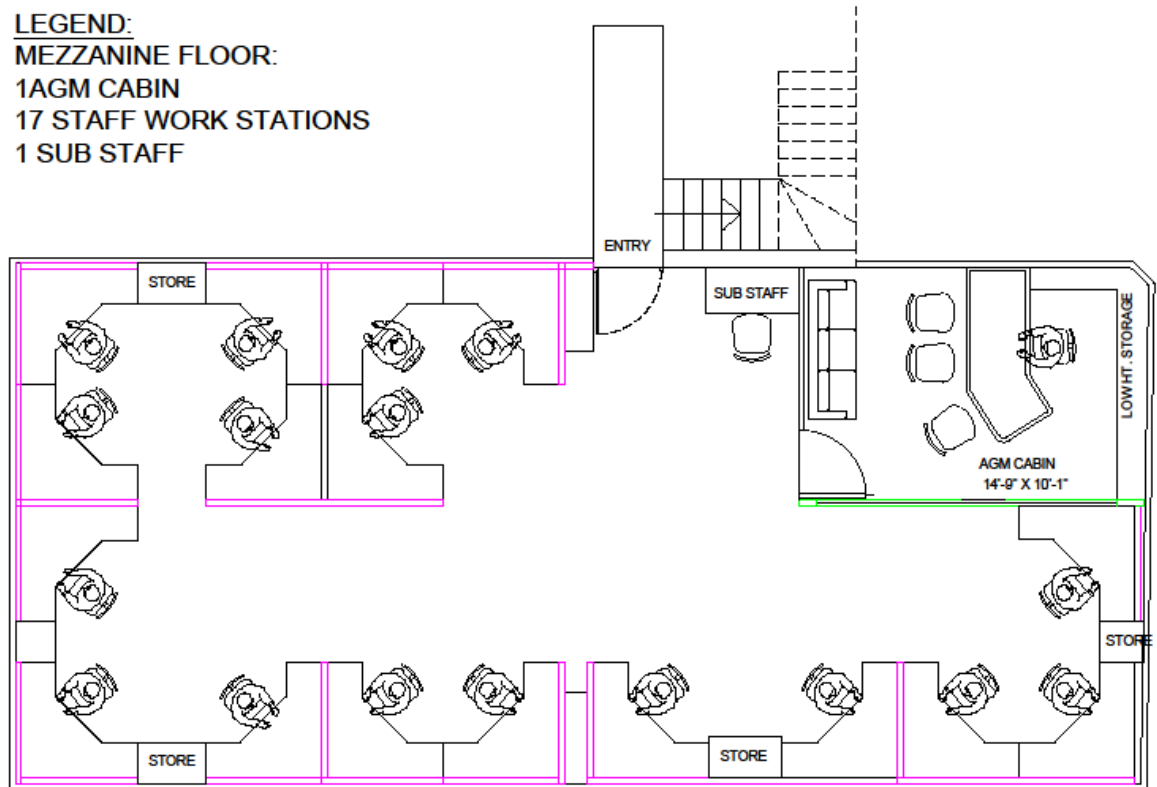 LEGEND:
MEZZANINE FLOOR:
1AGM CABIN
17 STAFF WORK STATIONS
1 SUB STAFF
ENTRY
STORE
SUB STAFF
LOW HT. STORAGE
AGM CABIN
14'-9" X 10'-1"
STORE
STORE
STORE